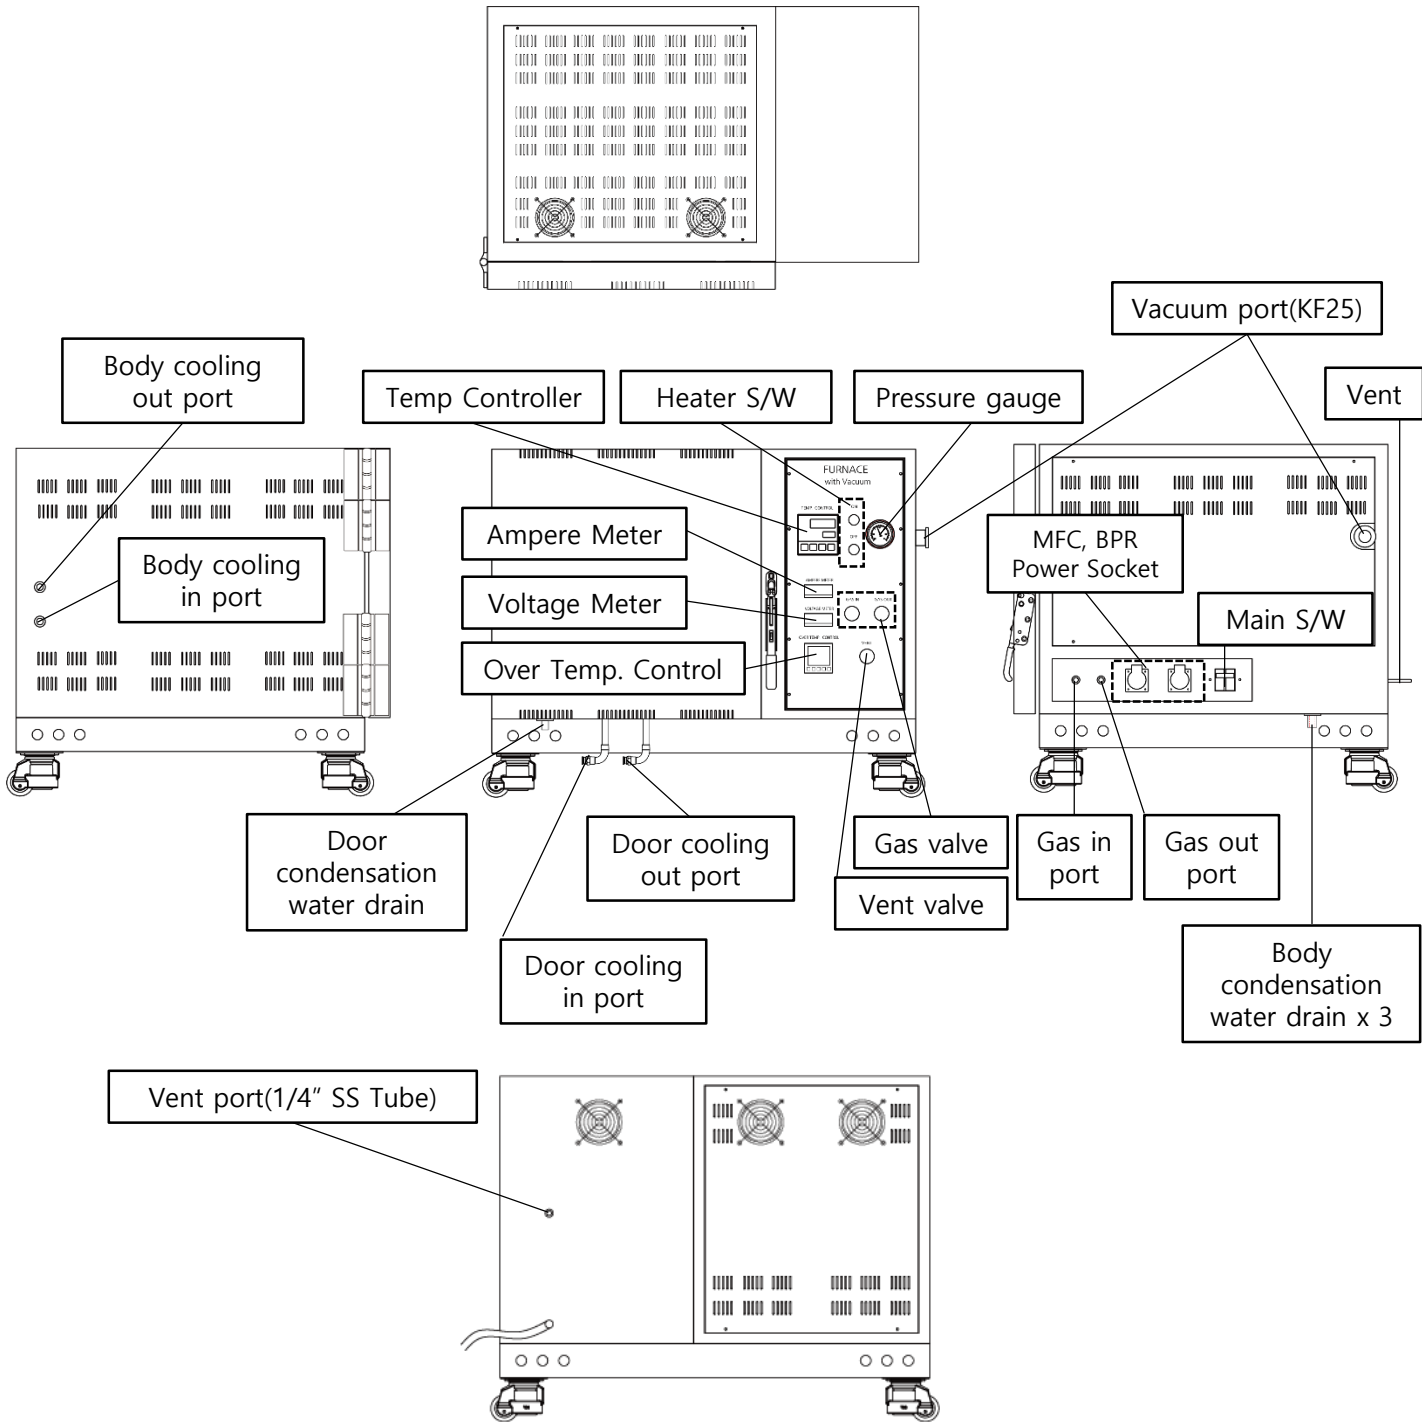 Vacuum port(KF25)
Body cooling
out port
Temp Controller
Heater S/W
Pressure gauge
Vent
FURNACE
with Vacuum
TEMP. CONTROL
Ampere Meter
MFC, BPR
Power Socket
Body cooling
in port
Voltage Meter
Main S/W
Over Temp. Control
Door
condensation
water drain
Door cooling
out port
Gas valve
Gas in
port
Gas out
port
Vent valve
Door cooling
in port
Body
condensation
water drain x 3
Vent port(1/4" SS Tube)